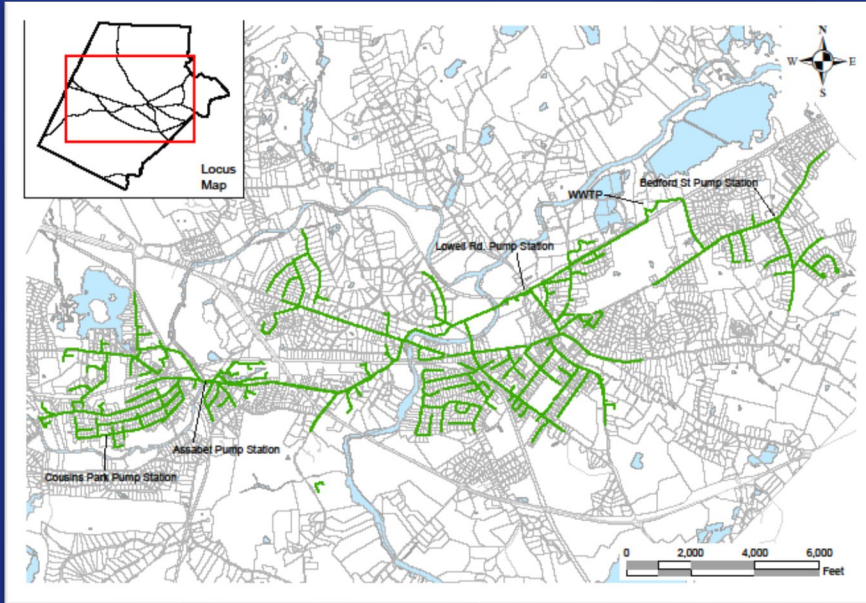 N
W E
S
Locus
Map
Bedford St Pump Station
WWTP
Lowell Rd. Pump Station
Assabet Pump Station
Cousins Park Pump Station
0 2,000 4,000 6,000
Feet